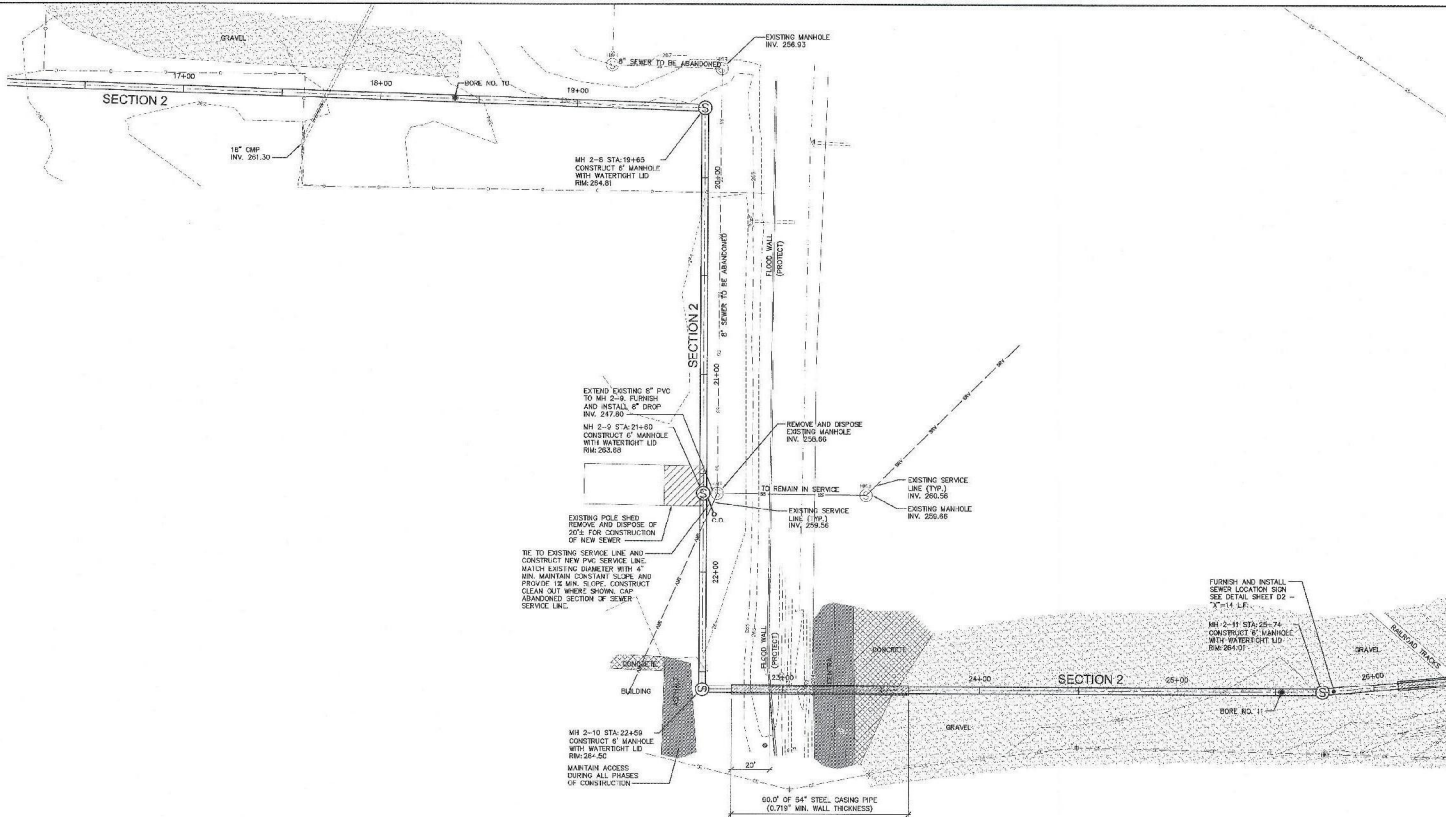 GRAVEL
EXISTING MANHOLE
INV. 256.93
8" SEWER TO BE ABANDONED
17+00
18+00
BORE NO. 10
19+00
SECTION 2
18" CMP
INV. 261.30
MH 2-8 STA: 19+65
CONSTRUCT 6' MANHOLE
WITH WATERTIGHT LID
RIM: 264.81
20+00
8" SEWER TO BE ABANDONED
FLOOD WALL
(PROTECT)
SECTION 2
21+00
EXTEND EXISTING 8" PVC
TO MH 2-9. FURNISH
AND INSTALL 8" DROP
INV. 247.80
MH 2-9 STA: 21+60
CONSTRUCT 6' MANHOLE
WITH WATERTIGHT LID
RIM: 263.68
REMOVE AND DISPOSE
EXISTING MANHOLE
INV. 258.66
TO REMAIN IN SERVICE
EXISTING SERVICE
LINE (TYP.)
INV. 260.56
EXISTING MANHOLE
INV. 259.66
EXISTING SERVICE
LINE (TYP.)
INV. 259.56
C.O.
EXISTING POLE SHED
REMOVE AND DISPOSE OF
20'± FOR CONSTRUCTION
OF NEW SEWER
TIE TO EXISTING SERVICE LINE AND
CONSTRUCT NEW PVC SERVICE LINE.
MATCH EXISTING DIAMETER WITH 4"
MIN. MAINTAIN CONSTANT SLOPE AND
PROVIDE 1% MIN. SLOPE. CONSTRUCT
CLEAN OUT WHERE SHOWN. CAP
ABANDONED SECTION OF SEWER
SERVICE LINE.
22+00
FURNISH AND INSTALL
SEWER LOCATION SIGN
SEE DETAIL SHEET D2 -
"X"=14 L.F.
MH 2-11 STA: 25+74
CONSTRUCT 6' MANHOLE
WITH WATERTIGHT LID
RIM: 264.01
RAILROAD TRACKS
GRAVEL
FLOOD WALL
(PROTECT)
CONCRETE
CONCRETE
BUILDING
ASPHALT
23+00
24+00
SECTION 2
25+00
26+00
BORE NO. 11
GRAVEL
MH 2-10 STA: 22+59
CONSTRUCT 6' MANHOLE
WITH WATERTIGHT LID
RIM: 264.50
MAINTAIN ACCESS
DURING ALL PHASES
OF CONSTRUCTION
20'
90.0' OF 54" STEEL CASING PIPE
(0.719" MIN. WALL THICKNESS)